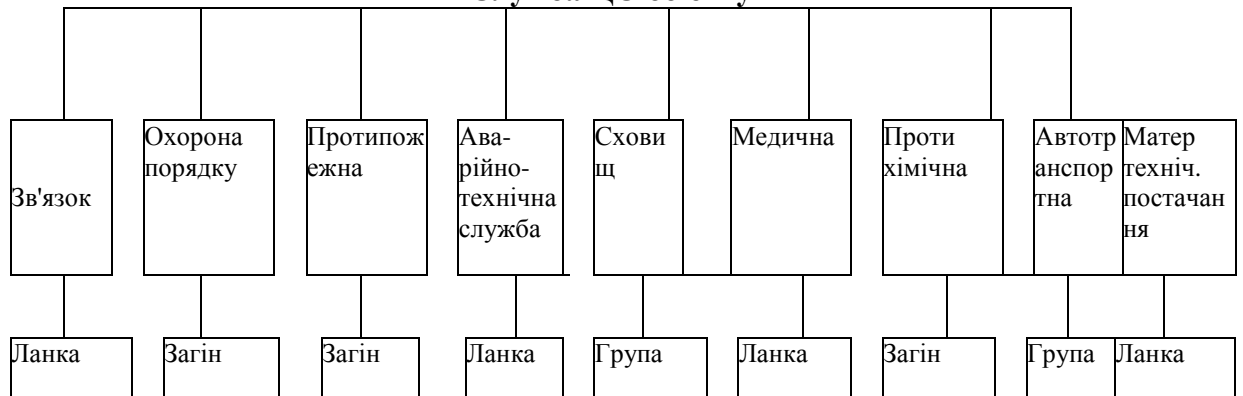 Зв'язок
Охорона
порядку
Протипож
ежна
Ава-
рійно-
технічна
служба
Схови
щ
Медична
Проти
хімічна
Автотр
анспор
тна
Матер
техніч.
постачан
ня
Ланка
Загін
Загін
Ланка
Група
Ланка
Загін
Група
Ланка